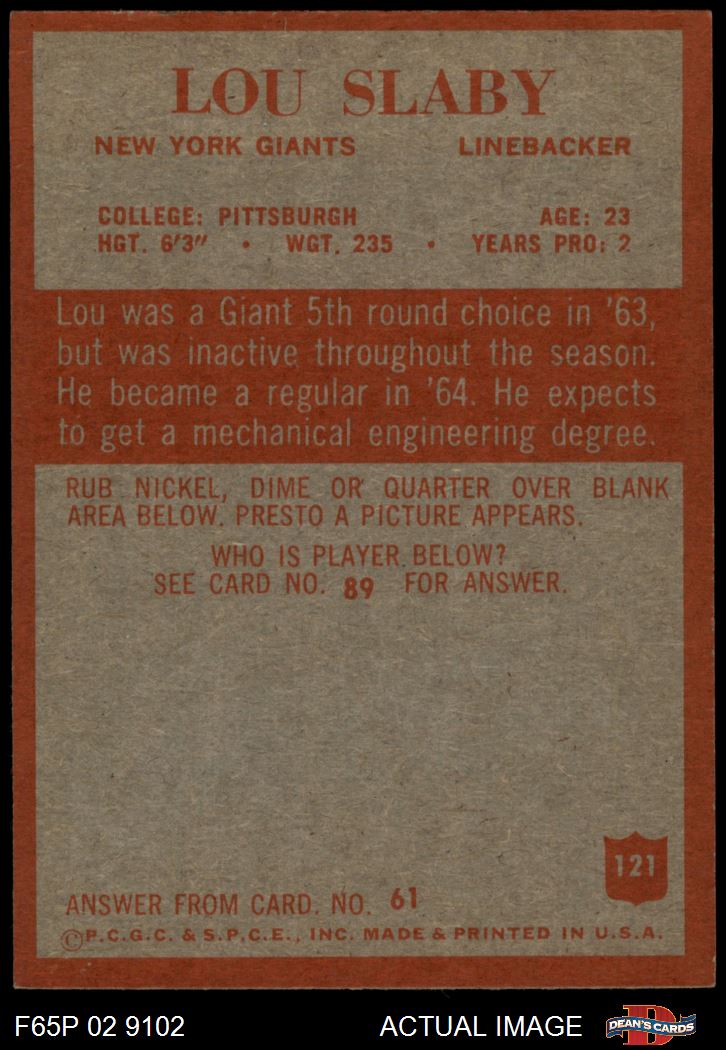 LOU SLABY
NEW YORK GIANTS LINEBACKER
COLLEGE: PITTSBURGH AGE: 23
HGT. 6'3" • WGT. 235 • YEARS PRO: 2
Lou was a Giant 5th round choice in '63,
but was inactive throughout the season.
He became a regular in '64. He expects
to get a mechanical engineering degree.
RUB NICKEL, DIME OR QUARTER OVER BLANK
AREA BELOW. PRESTO A PICTURE APPEARS.
WHO IS PLAYER BELOW?
SEE CARD NO. 89 FOR ANSWER.
121
ANSWER FROM CARD. NO. 61
©P.C.G.C. & S.P.C.E., INC. MADE & PRINTED IN U.S.A.
F65P 02 9102 ACTUAL IMAGE D DEAN'S CARDS